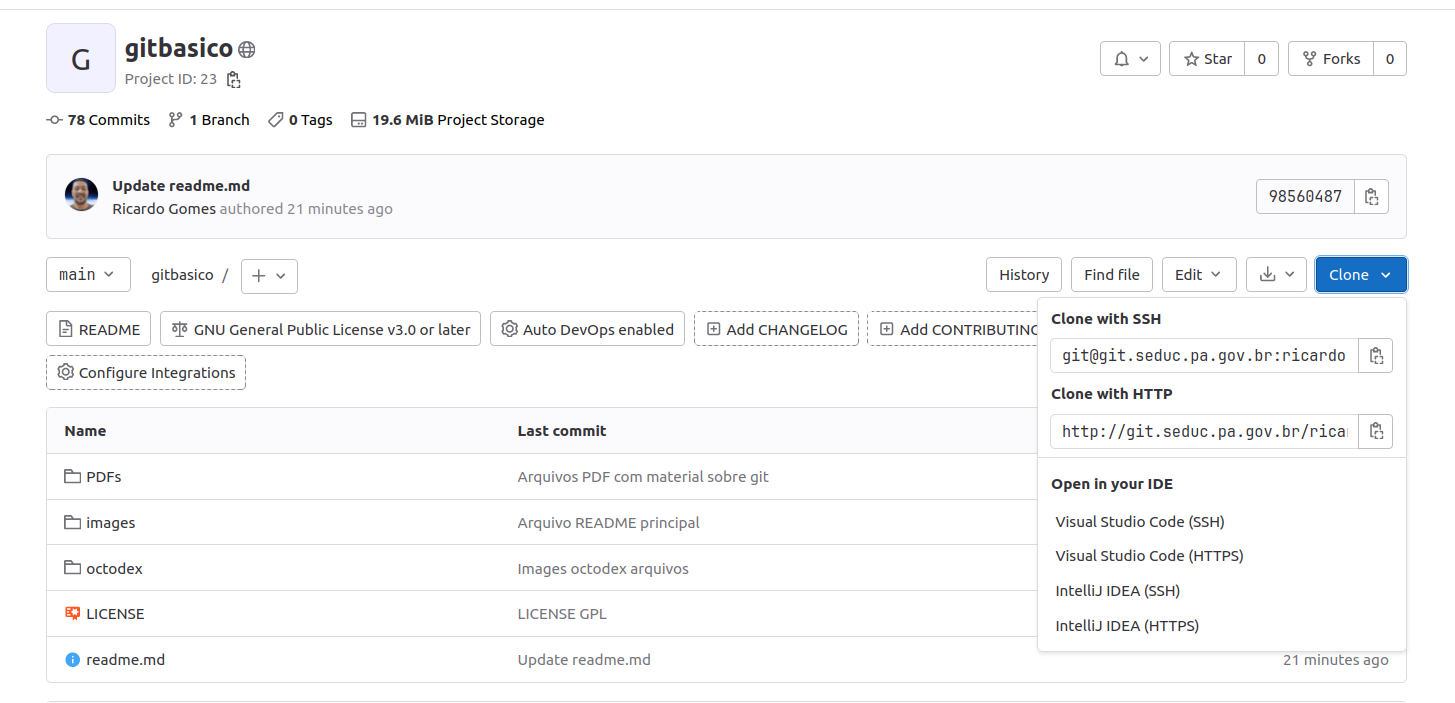 G
gitbasico
Project ID: 23
Star 0
Forks 0
78 Commits 1 Branch 0 Tags 19.6 MiB Project Storage
Update readme.md
Ricardo Gomes authored 21 minutes ago
98560487
main gitbasico / History Find file Edit Clone
README GNU General Public License v3.0 or later Auto DevOps enabled Add CHANGELOG Add CONTRIBUTING
Configure Integrations
Clone with SSH
git@git.seduc.pa.gov.br:ricardo
Clone with HTTP
http://git.seduc.pa.gov.br/rica
Open in your IDE
Visual Studio Code (SSH)
Visual Studio Code (HTTPS)
IntelliJ IDEA (SSH)
IntelliJ IDEA (HTTPS)
Name Last commit
PDFs Arquivos PDF com material sobre git
images Arquivo README principal
octodex Images octodex arquivos
LICENSE LICENSE GPL
readme.md Update readme.md 21 minutes ago